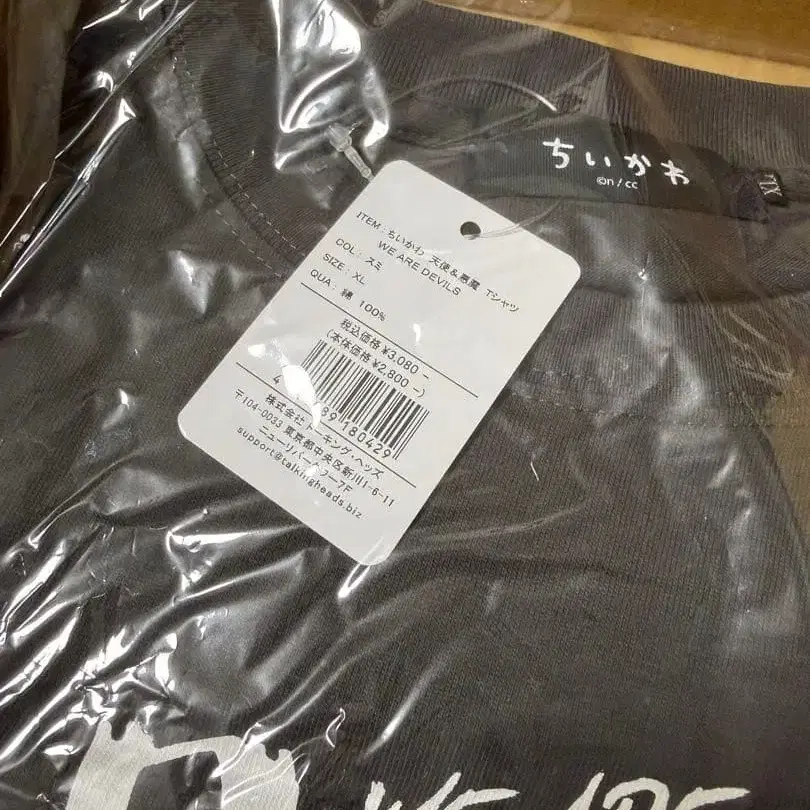 ちいかわ
©n/cc
XL
ITEM : ちいかわ 天使&悪魔 Tシャツ
WE ARE DEVILS
COL : スミ
SIZE : XL
QUA : 綿 100%
税込価格 ¥3,080 -
(本体価格 ¥2,800 -)
89 180429
株式会社トーキング・ヘッズ
〒104-0033 東京都中央区新川1-6-11
ニューリバータワー7F
support@talkingheads.biz
WE ARE